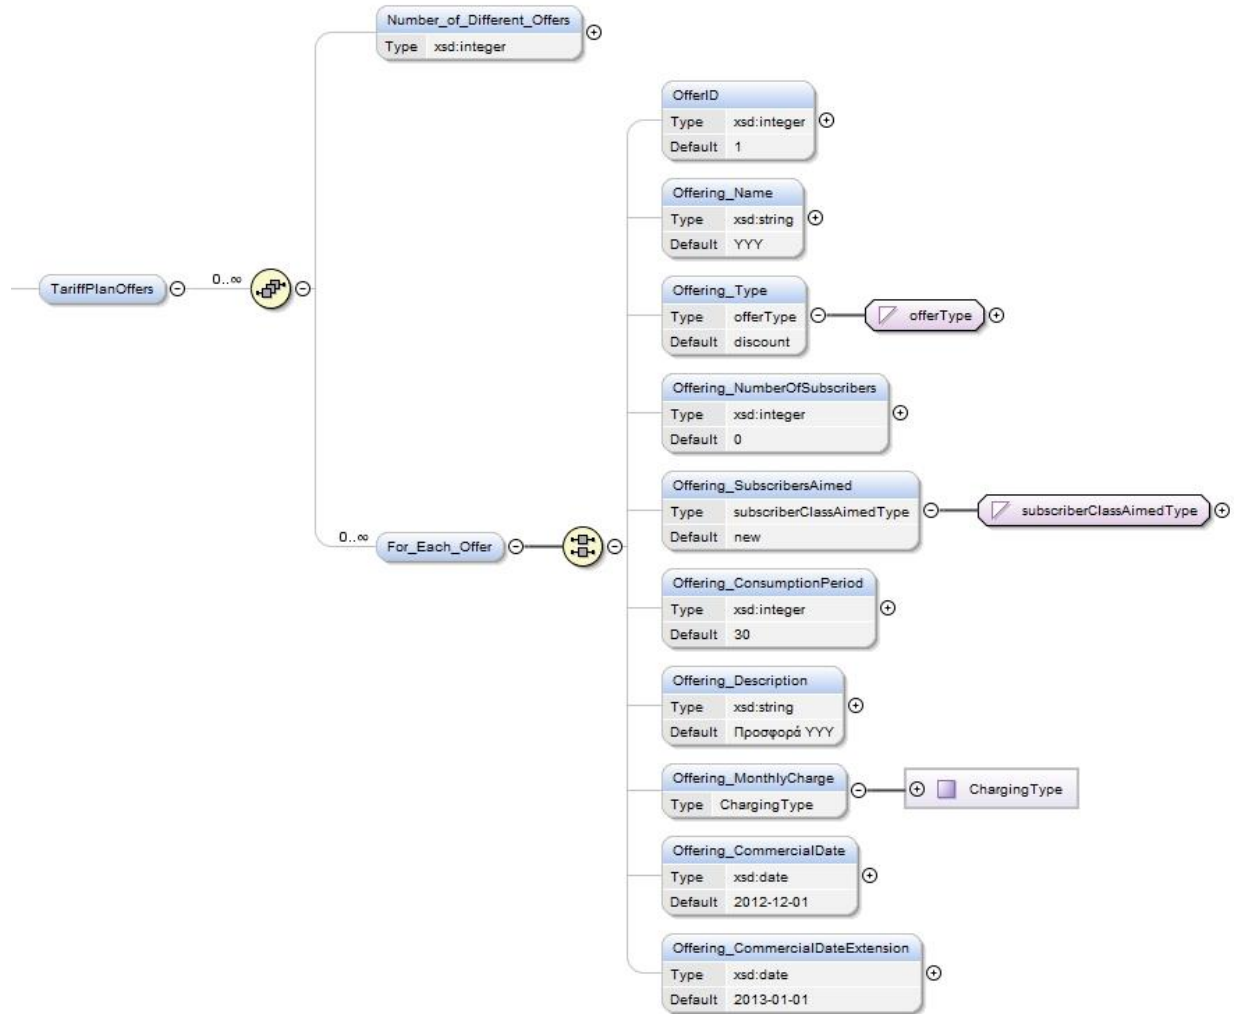 Number_of_Different_Offers
Type xsd:integer
OfferID
Type xsd:integer
Default 1
Offering_Name
Type xsd:string
Default YYY
TariffPlanOffers
0..∞
Offering_Type
Type offerType
Default discount
offerType
Offering_NumberOfSubscribers
Type xsd:integer
Default 0
Offering_SubscribersAimed
Type subscriberClassAimedType
Default new
subscriberClassAimedType
0..∞
For_Each_Offer
Offering_ConsumptionPeriod
Type xsd:integer
Default 30
Offering_Description
Type xsd:string
Default Προσφορά YYY
Offering_MonthlyCharge
Type ChargingType
ChargingType
Offering_CommercialDate
Type xsd:date
Default 2012-12-01
Offering_CommercialDateExtension
Type xsd:date
Default 2013-01-01